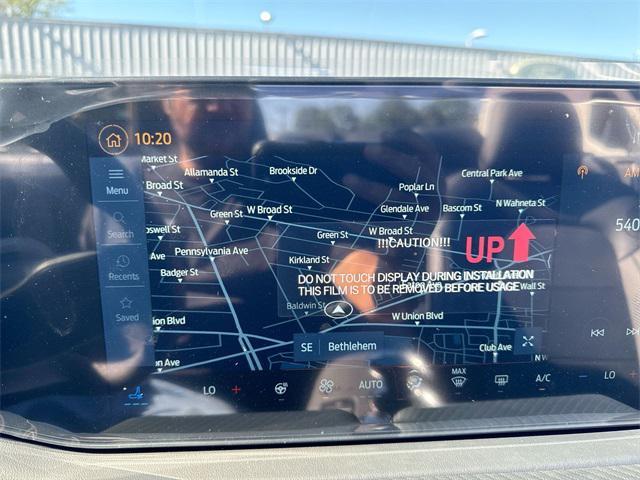 10:20
AM
540
Menu
Search
Recents
Saved
Market St
Allamanda St
Brookside Dr
Central Park Ave
W Broad St
Poplar Ln
Glendale Ave
Bascom St
N Wahneta St
Green St
W Broad St
W Broad St
Green St
Pennsylvania Ave
Badger St
Kirkland St
!!!CAUTION!!!
UP
DO NOT TOUCH DISPLAY DURING INSTALLATION
THIS FILM IS TO BE REMOVED BEFORE USAGE
Wall St
Baldwin St
W Union Blvd
ion Blvd
SE Bethlehem
Club Ave
N W
on Ave
LO +
AUTO
MAX
A/C
- LO +